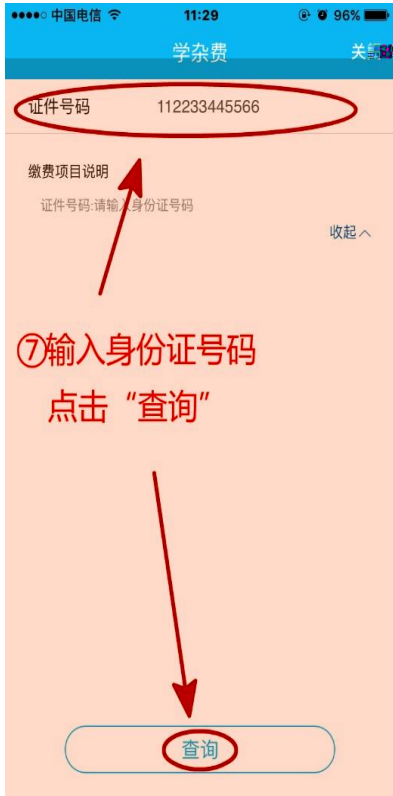 中国电信 11:29 96%
学杂费 关
证件号码 112233445566
缴费项目说明
证件号码:请输入身份证号码
收起
⑦输入身份证号码
点击“查询”
查询